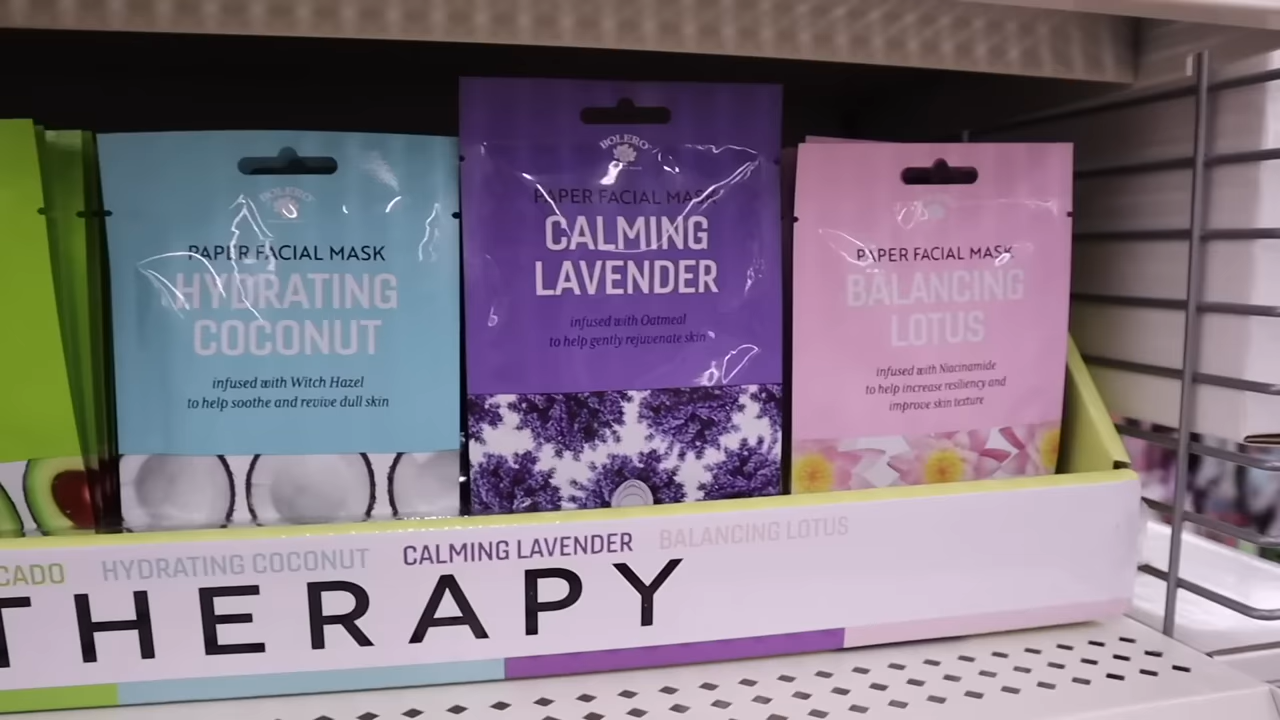 BOLERO
PAPER FACIAL MASK
HYDRATING
COCONUT
infused with Witch Hazel
to help soothe and revive dull skin
BOLERO
PAPER FACIAL MASK
CALMING
LAVENDER
infused with Oatmeal
to help gently rejuvenate skin
PAPER FACIAL MASK
BALANCING
LOTUS
infused with Niacinamide
to help increase resiliency and
improve skin texture
CADO HYDRATING COCONUT CALMING LAVENDER BALANCING LOTUS
THERAPY